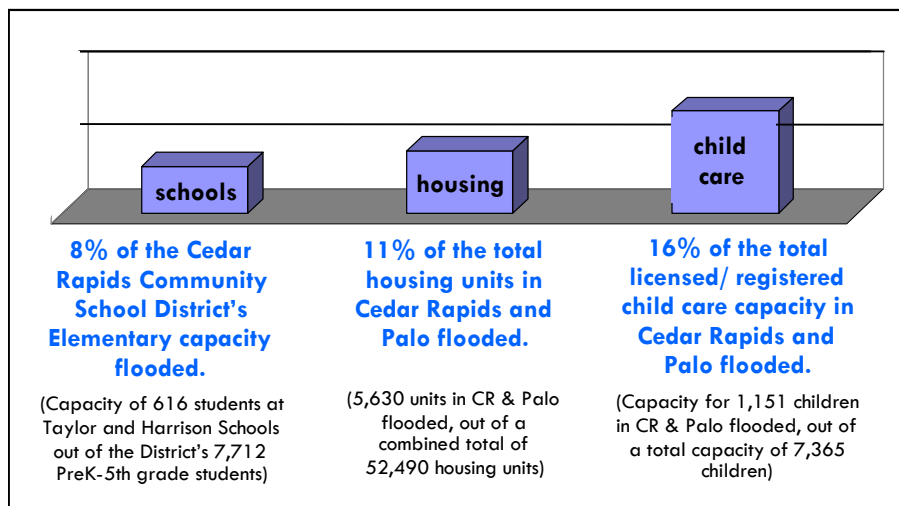 schools
housing
child
care
8% of the Cedar
Rapids Community
School District's
Elementary capacity
flooded.
(Capacity of 616 students at
Taylor and Harrison Schools
out of the District's 7,712
PreK-5th grade students)
11% of the total
housing units in
Cedar Rapids and
Palo flooded.
(5,630 units in CR & Palo
flooded, out of a
combined total of
52,490 housing units)
16% of the total
licensed/ registered
child care capacity in
Cedar Rapids and
Palo flooded.
(Capacity for 1,151 children
in CR & Palo flooded, out of
a total capacity of 7,365
children)